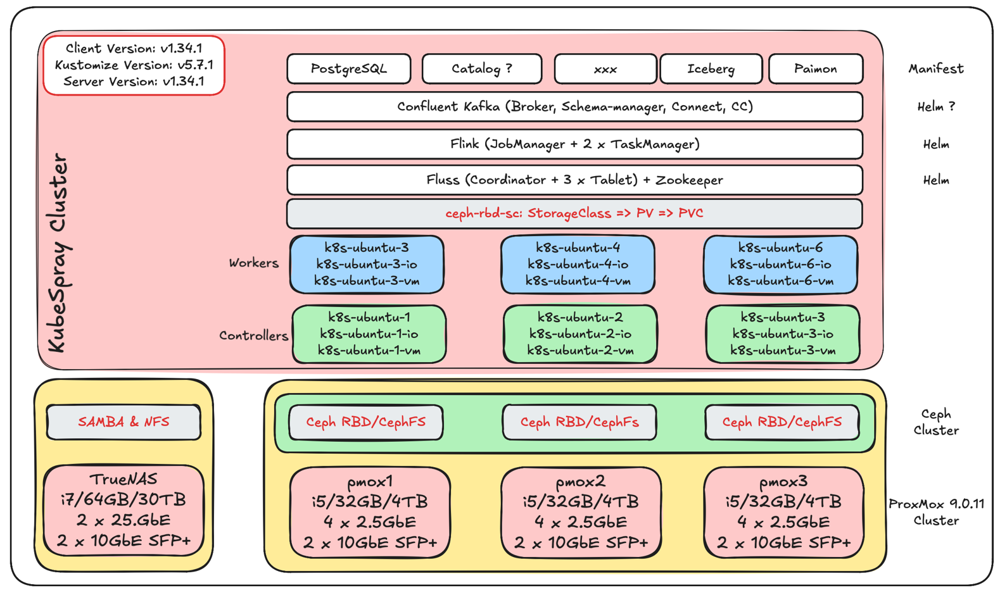 Client Version: v1.34.1
Kustomize Version: v5.7.1
Server Version: v1.34.1
PostgreSQL
Catalog ?
xxx
Iceberg
Paimon
Manifest
Confluent Kafka (Broker, Schema-manager, Connect, CC)
Helm ?
Flink (JobManager + 2 x TaskManager)
Helm
Fluss (Coordinator + 3 x Tablet) + Zookeeper
Helm
ceph-rbd-sc: StorageClass => PV => PVC
KubeSpray Cluster
Workers
k8s-ubuntu-3
k8s-ubuntu-3-io
k8s-ubuntu-3-vm
k8s-ubuntu-4
k8s-ubuntu-4-io
k8s-ubuntu-4-vm
k8s-ubuntu-6
k8s-ubuntu-6-io
k8s-ubuntu-6-vm
Controllers
k8s-ubuntu-1
k8s-ubuntu-1-io
k8s-ubuntu-1-vm
k8s-ubuntu-2
k8s-ubuntu-2-io
k8s-ubuntu-2-vm
k8s-ubuntu-3
k8s-ubuntu-3-io
k8s-ubuntu-3-vm
SAMBA & NFS
Ceph RBD/CephFS
Ceph RBD/CephFs
Ceph RBD/CephFS
Ceph
Cluster
TrueNAS
i7/64GB/30TB
2 x 25.GbE
2 x 10GbE SFP+
pmox1
i5/32GB/4TB
4 x 2.5GbE
2 x 10GbE SFP+
pmox2
i5/32GB/4TB
4 x 2.5GbE
2 x 10GbE SFP+
pmox3
i5/32GB/4TB
4 x 2.5GbE
2 x 10GbE SFP+
ProxMox 9.0.11
Cluster